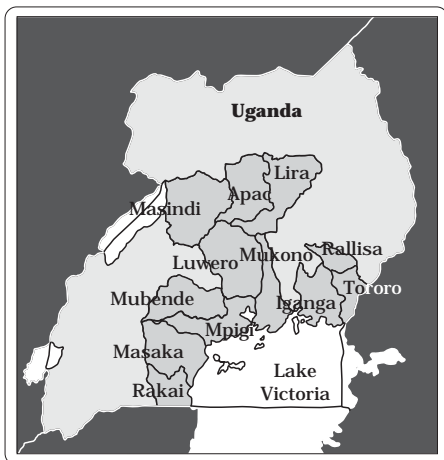 Uganda
Lira
Apac
Masindi
Rallisa
Mukono
Luwero
Tororo
Mubende
Iganga
Mpigi
Masaka
Lake
Victoria
Rakai